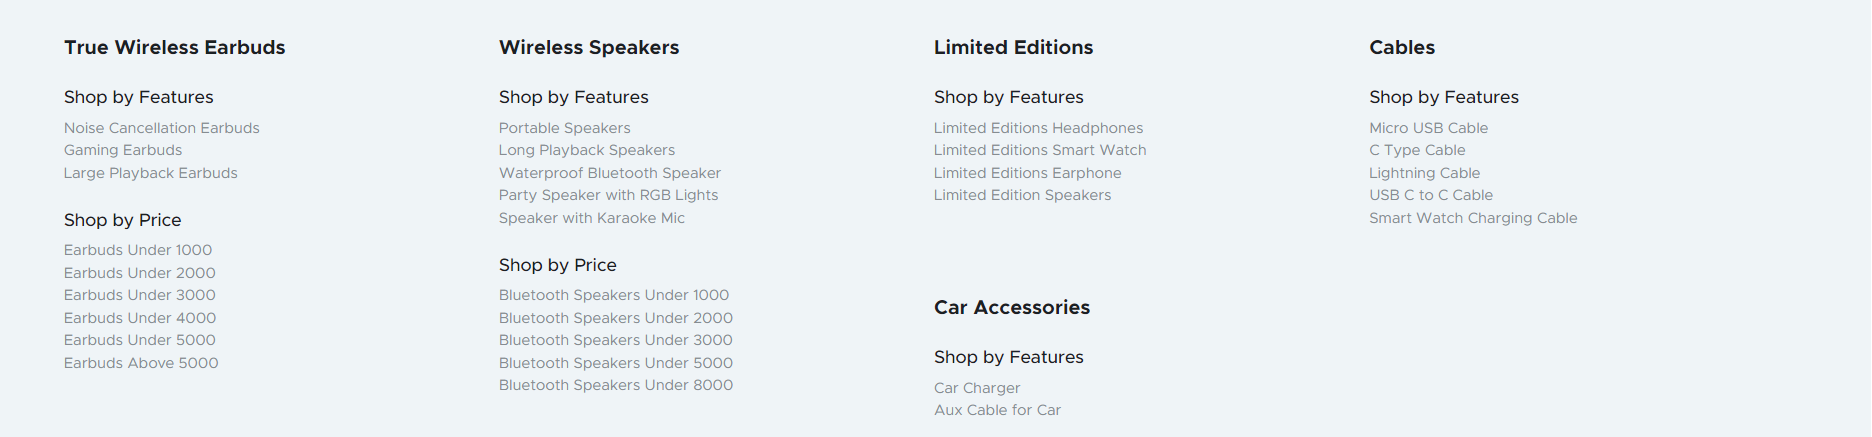 True Wireless Earbuds
Shop by Features
Noise Cancellation Earbuds
Gaming Earbuds
Large Playback Earbuds
Shop by Price
Earbuds Under 1000
Earbuds Under 2000
Earbuds Under 3000
Earbuds Under 4000
Earbuds Under 5000
Earbuds Above 5000
Wireless Speakers
Shop by Features
Portable Speakers
Long Playback Speakers
Waterproof Bluetooth Speaker
Party Speaker with RGB Lights
Speaker with Karaoke Mic
Shop by Price
Bluetooth Speakers Under 1000
Bluetooth Speakers Under 2000
Bluetooth Speakers Under 3000
Bluetooth Speakers Under 5000
Bluetooth Speakers Under 8000
Limited Editions
Shop by Features
Limited Editions Headphones
Limited Editions Smart Watch
Limited Editions Earphone
Limited Edition Speakers
Car Accessories
Shop by Features
Car Charger
Aux Cable for Car
Cables
Shop by Features
Micro USB Cable
C Type Cable
Lightning Cable
USB C to C Cable
Smart Watch Charging Cable